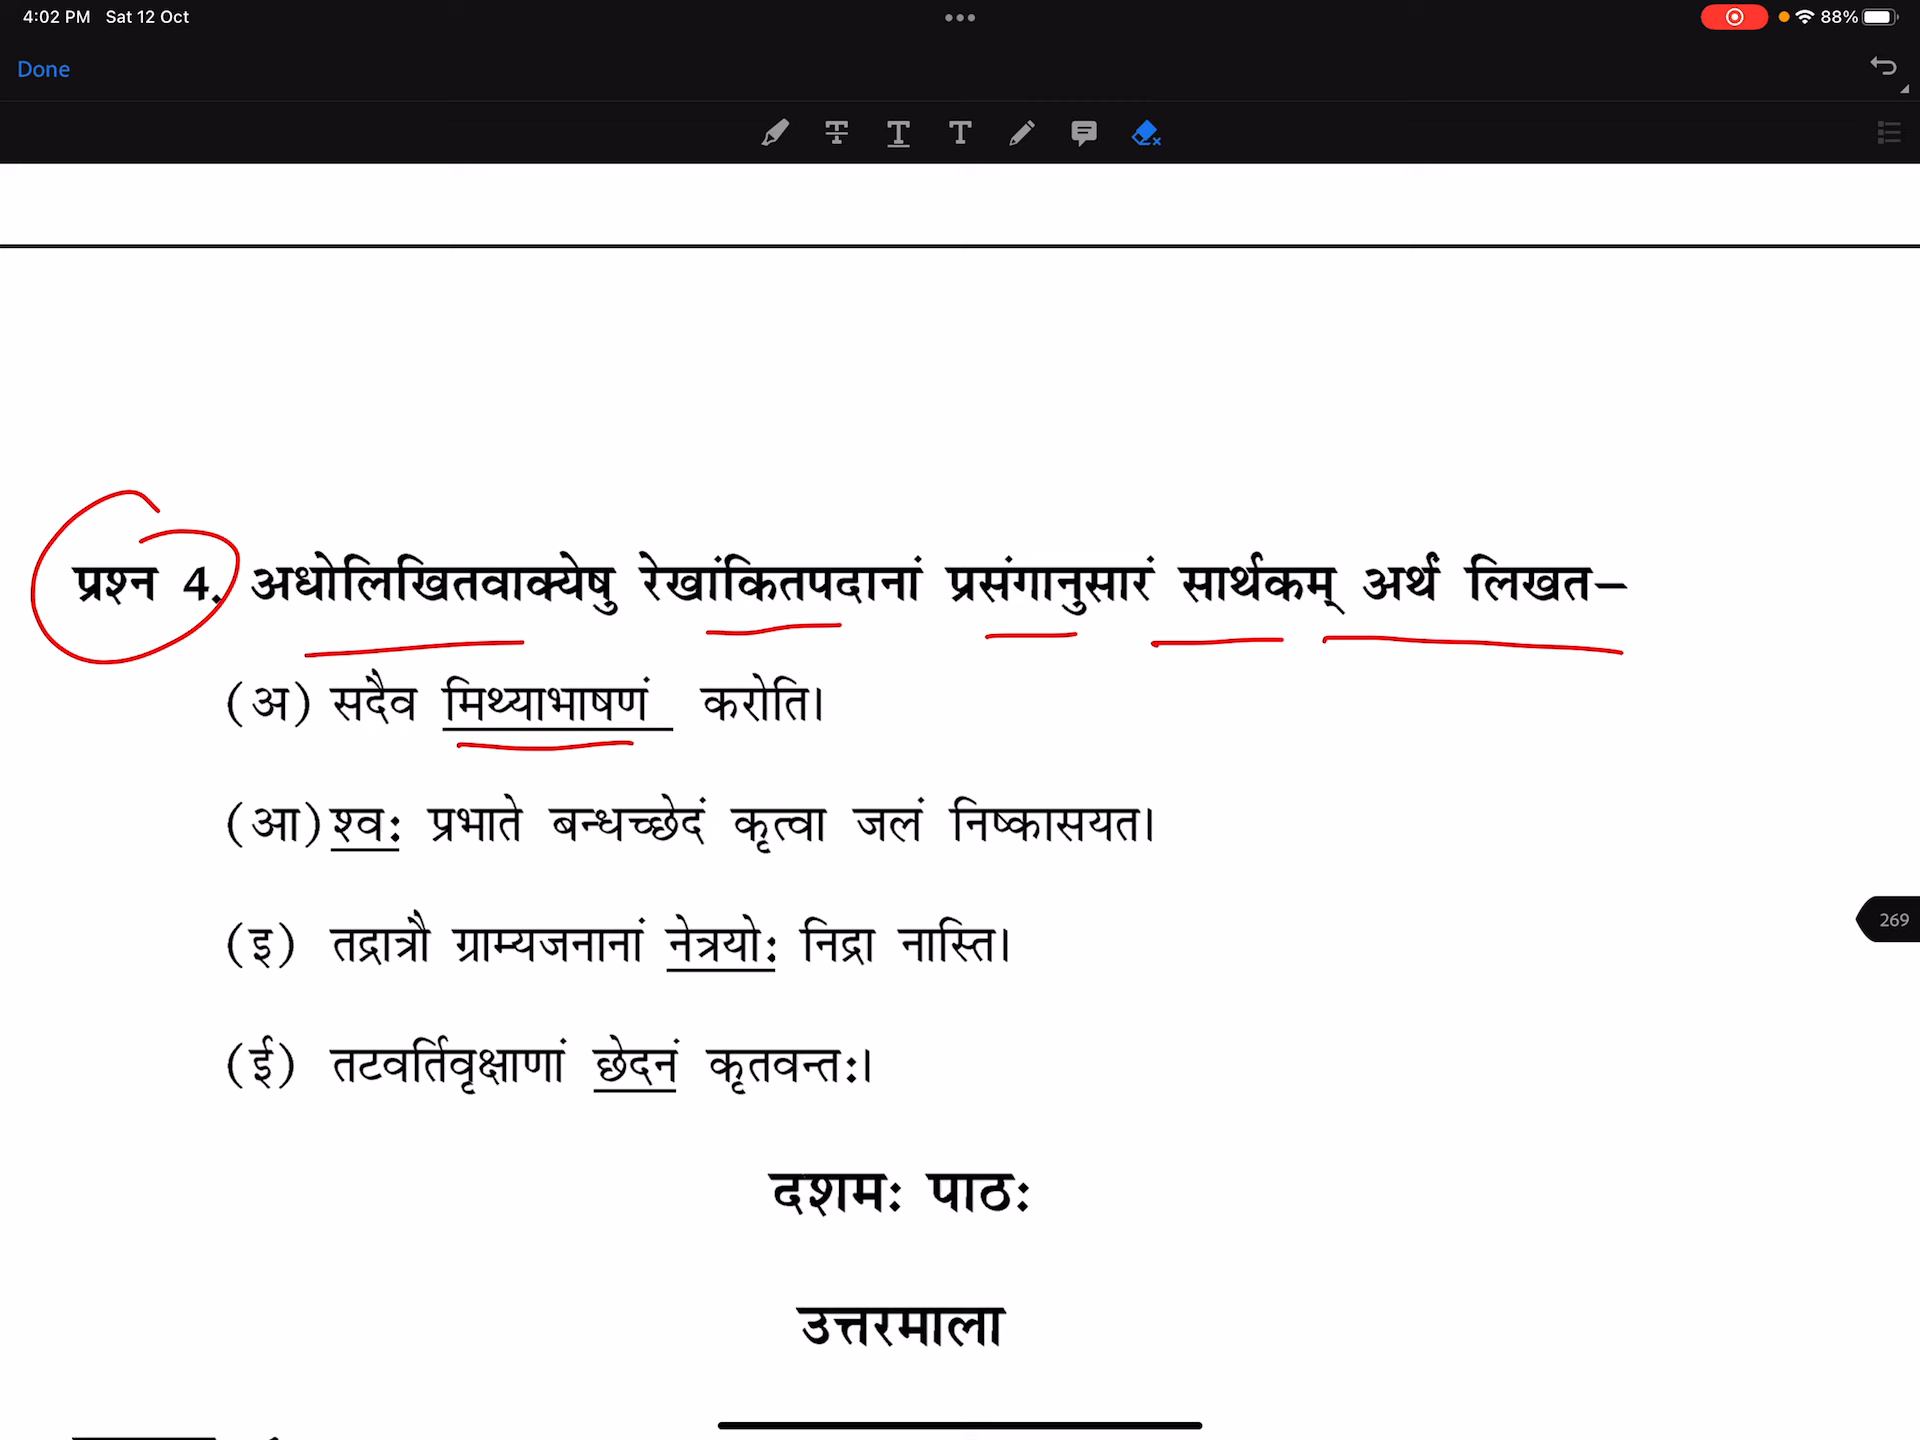 4:02 PM Sat 12 Oct
88%
Done
प्रश्न 4. अधोलिखितवाक्येषु रेखांकितपदानां प्रसंगानुसारं सार्थकम् अर्थं लिखत–
(अ) सदैव मिथ्याभाषणं करोति।
(आ) श्वः प्रभाते बन्धच्छेदं कृत्वा जलं निष्कासयत।
269
(इ) तद्रात्रौ ग्राम्यजनानां नेत्रयोः निद्रा नास्ति।
(ई) तटवर्तिवृक्षाणां छेदनं कृतवन्तः।
दशमः पाठः
उत्तरमाला